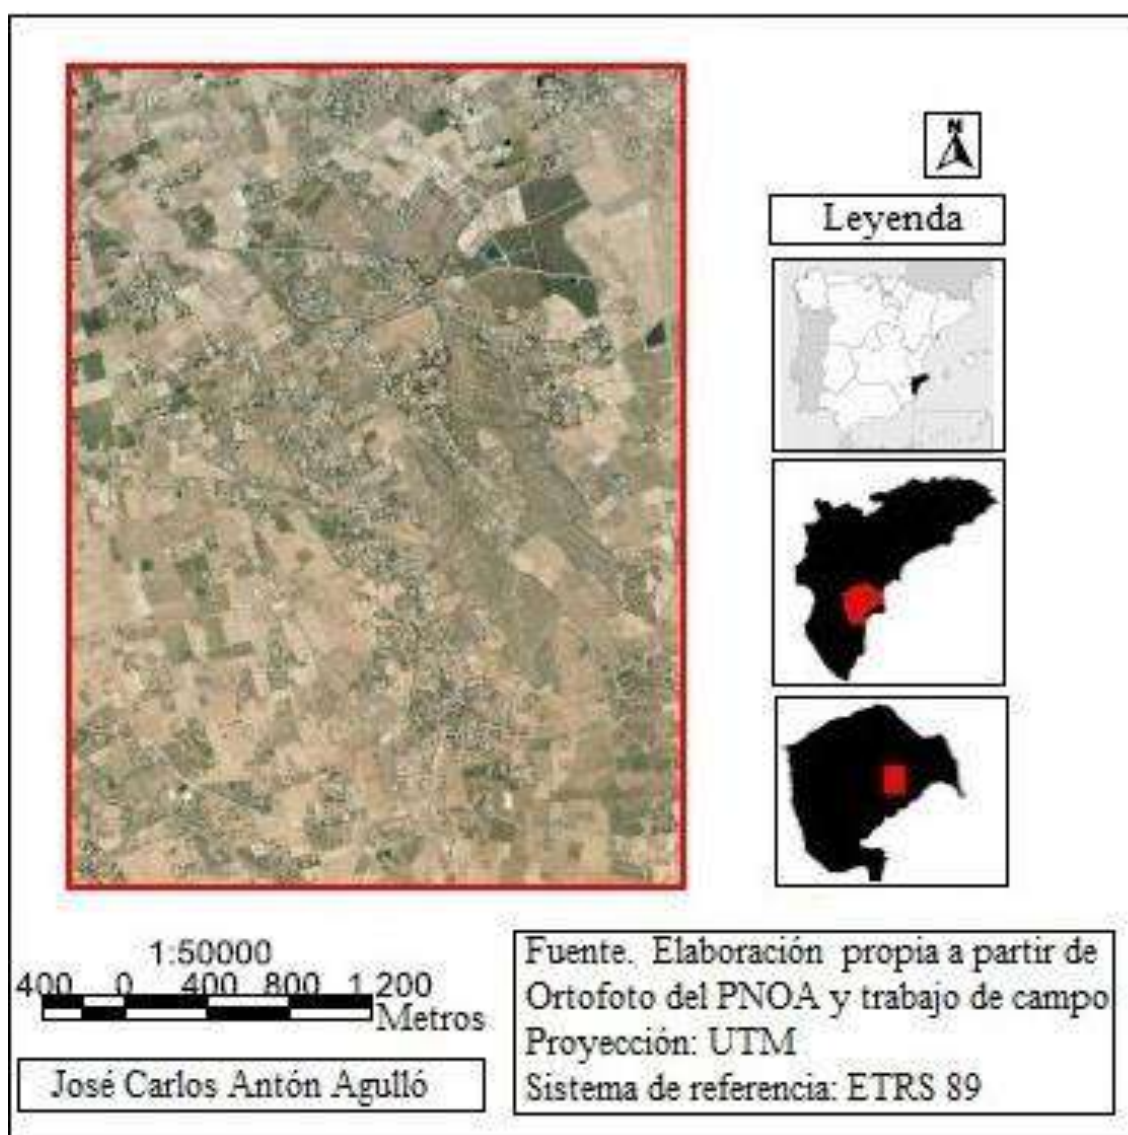 N
Leyenda
1:50000
400 0 400 800 1 200
Metros
José Carlos Antón Agulló
Fuente. Elaboración propia a partir de
Ortofoto del PNOA y trabajo de campo
Proyección: UTM
Sistema de referencia: ETRS 89